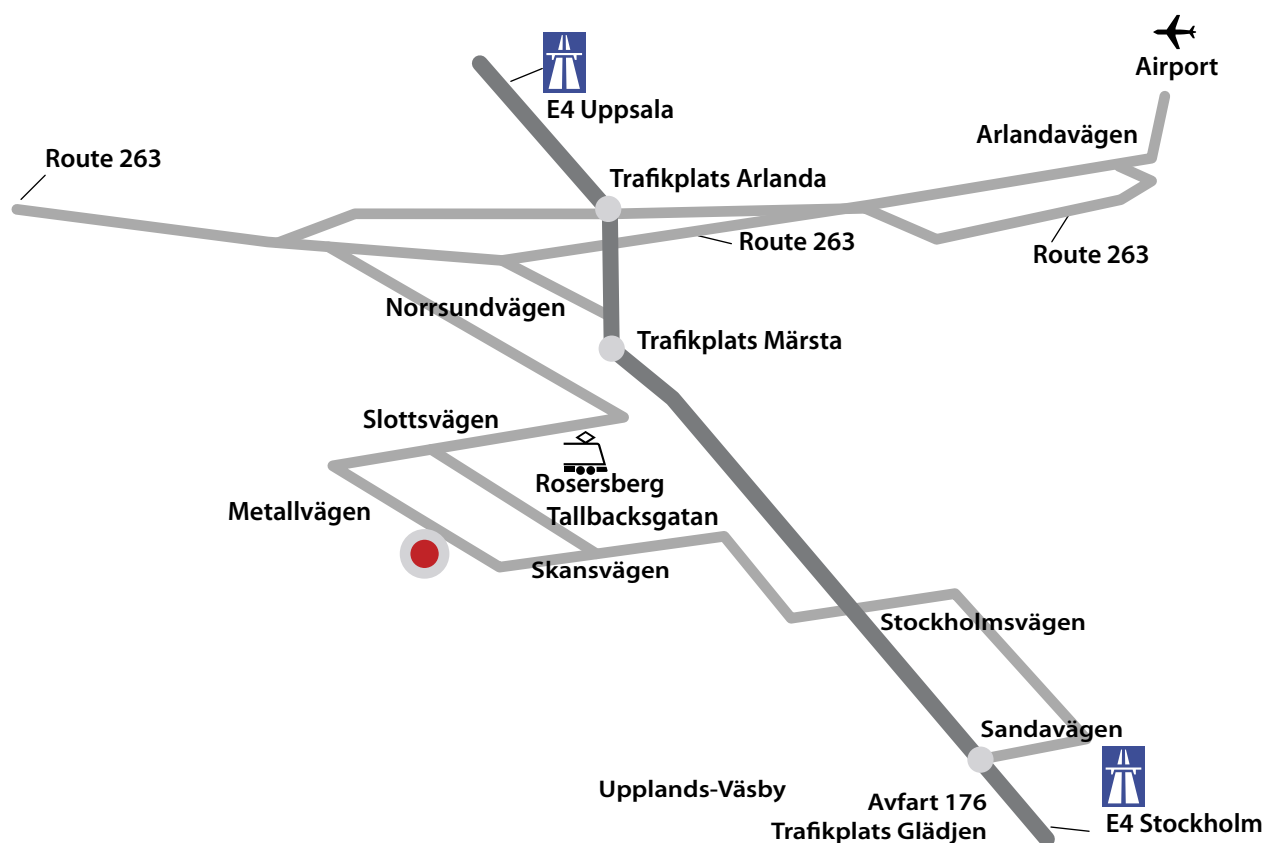 Airport
E4 Uppsala
Arlandavägen
Route 263
Trafikplats Arlanda
Route 263
Route 263
Norrsundvägen
Trafikplats Märsta
Slottsvägen
Rosersberg
Metallvägen
Tallbacksgatan
Skansvägen
Stockholmsvägen
Sandavägen
Upplands-Väsby
Avfart 176
Trafikplats Glädjen
E4 Stockholm